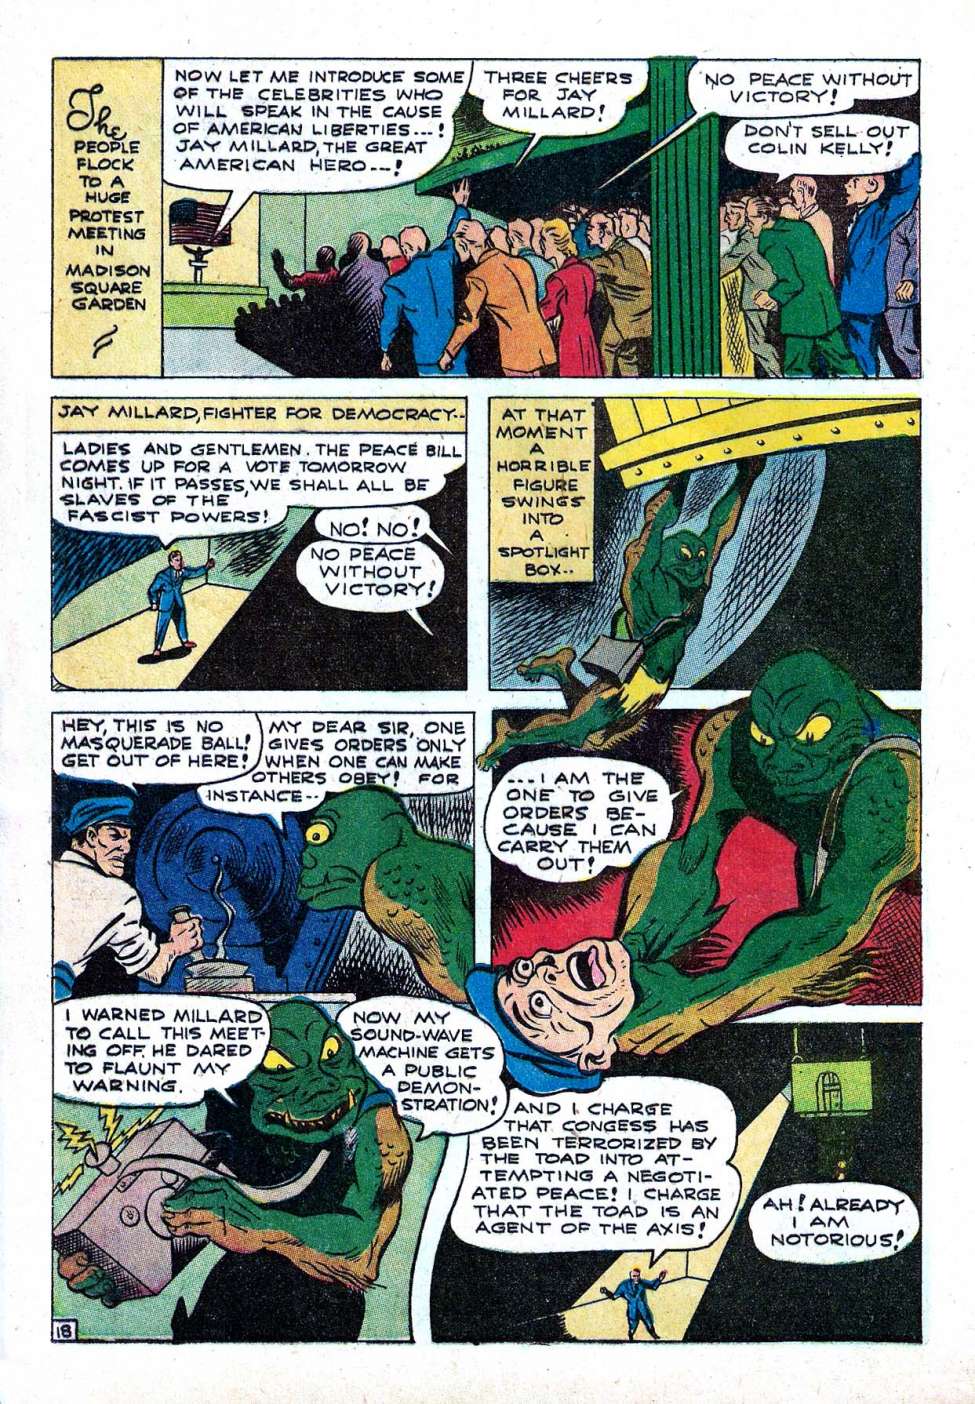 The
PEOPLE
FLOCK
TO A
HUGE
PROTEST
MEETING
IN
MADISON
SQUARE
GARDEN
NOW LET ME INTRODUCE SOME
OF THE CELEBRITIES WHO
WILL SPEAK IN THE CAUSE
OF AMERICAN LIBERTIES---!
JAY MILLARD, THE GREAT
AMERICAN HERO---!
THREE CHEERS
FOR JAY
MILLARD!
NO PEACE WITHOUT
VICTORY!
DON'T SELL OUT
COLIN KELLY!
JAY MILLARD, FIGHTER FOR DEMOCRACY--
LADIES AND GENTLEMEN. THE PEACE BILL
COMES UP FOR A VOTE TOMORROW
NIGHT. IF IT PASSES, WE SHALL ALL BE
SLAVES OF THE
FASCIST POWERS!
NO! NO!
NO PEACE
WITHOUT
VICTORY!
AT THAT
MOMENT
A
HORRIBLE
FIGURE
SWINGS
INTO
A
SPOTLIGHT
BOX--
HEY, THIS IS NO
MASQUERADE BALL!
GET OUT OF HERE!
MY DEAR SIR, ONE
GIVES ORDERS ONLY
WHEN ONE CAN MAKE
OTHERS OBEY! FOR
INSTANCE--
---I AM THE
ONE TO GIVE
ORDERS BE-
CAUSE I CAN
CARRY THEM
OUT!
I WARNED MILLARD
TO CALL THIS MEET-
ING OFF. HE DARED
TO FLAUNT MY
WARNING.
NOW MY
SOUND-WAVE
MACHINE GETS
A PUBLIC
DEMON-
STRATION!
AND I CHARGE
THAT CONGESS HAS
BEEN TERRORIZED BY
THE TOAD INTO AT-
TEMPTING A NEGOTI-
ATED PEACE! I CHARGE
THAT THE TOAD IS AN
AGENT OF THE AXIS!
AH! ALREADY
I AM
NOTORIOUS!
18